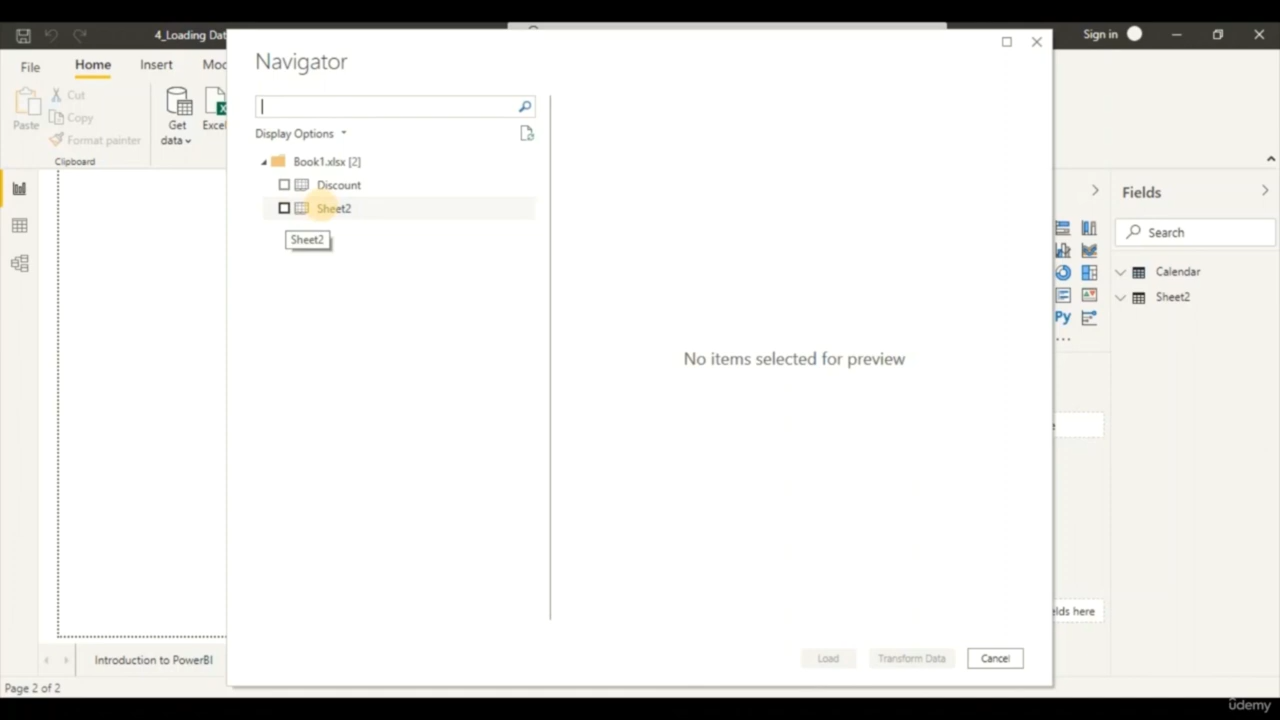 4_Loading Dat
Sign in
File
Home
Insert
Mod
Paste
Cut
Copy
Format painter
Clipboard
Get
data
Excel
Navigator
Display Options
Book1.xlsx [2]
Discount
Sheet2
Sheet2
No items selected for preview
Load
Transform Data
Cancel
Fields
Search
Calendar
Sheet2
Py
e
elds here
Introduction to PowerBI
Page 2 of 2
ûdemy